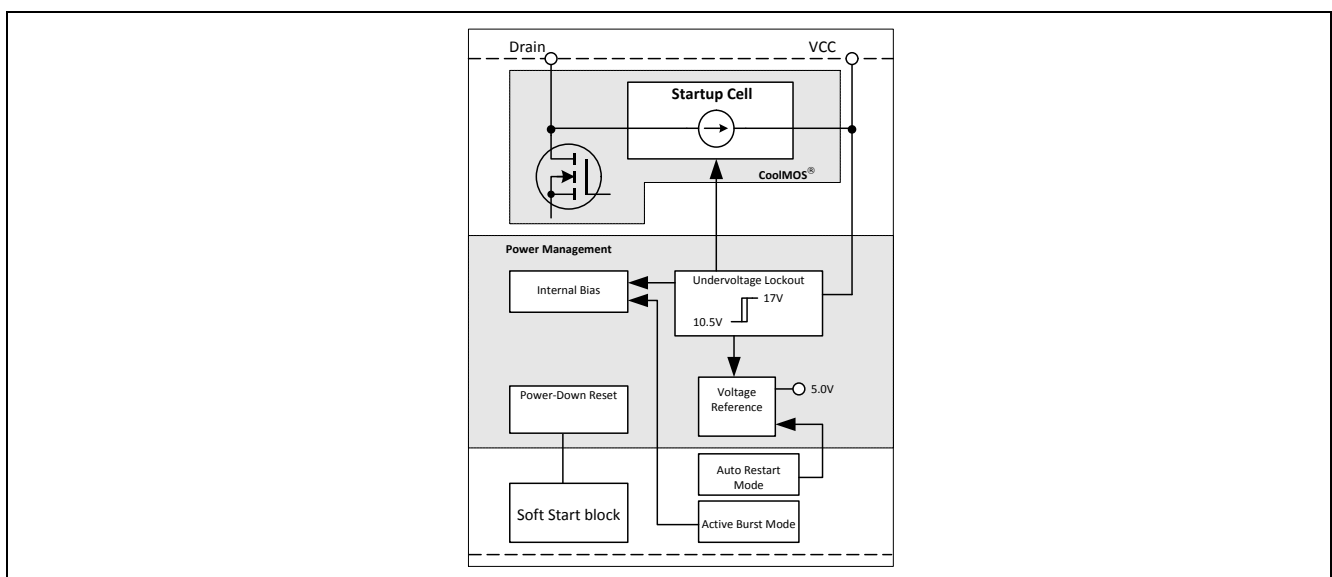 Drain
VCC
Startup Cell
CoolMOS®
Power Management
Internal Bias
Undervoltage Lockout
17V
10.5V
Power-Down Reset
Voltage
Reference
5.0V
Auto Restart
Mode
Soft Start block
Active Burst Mode